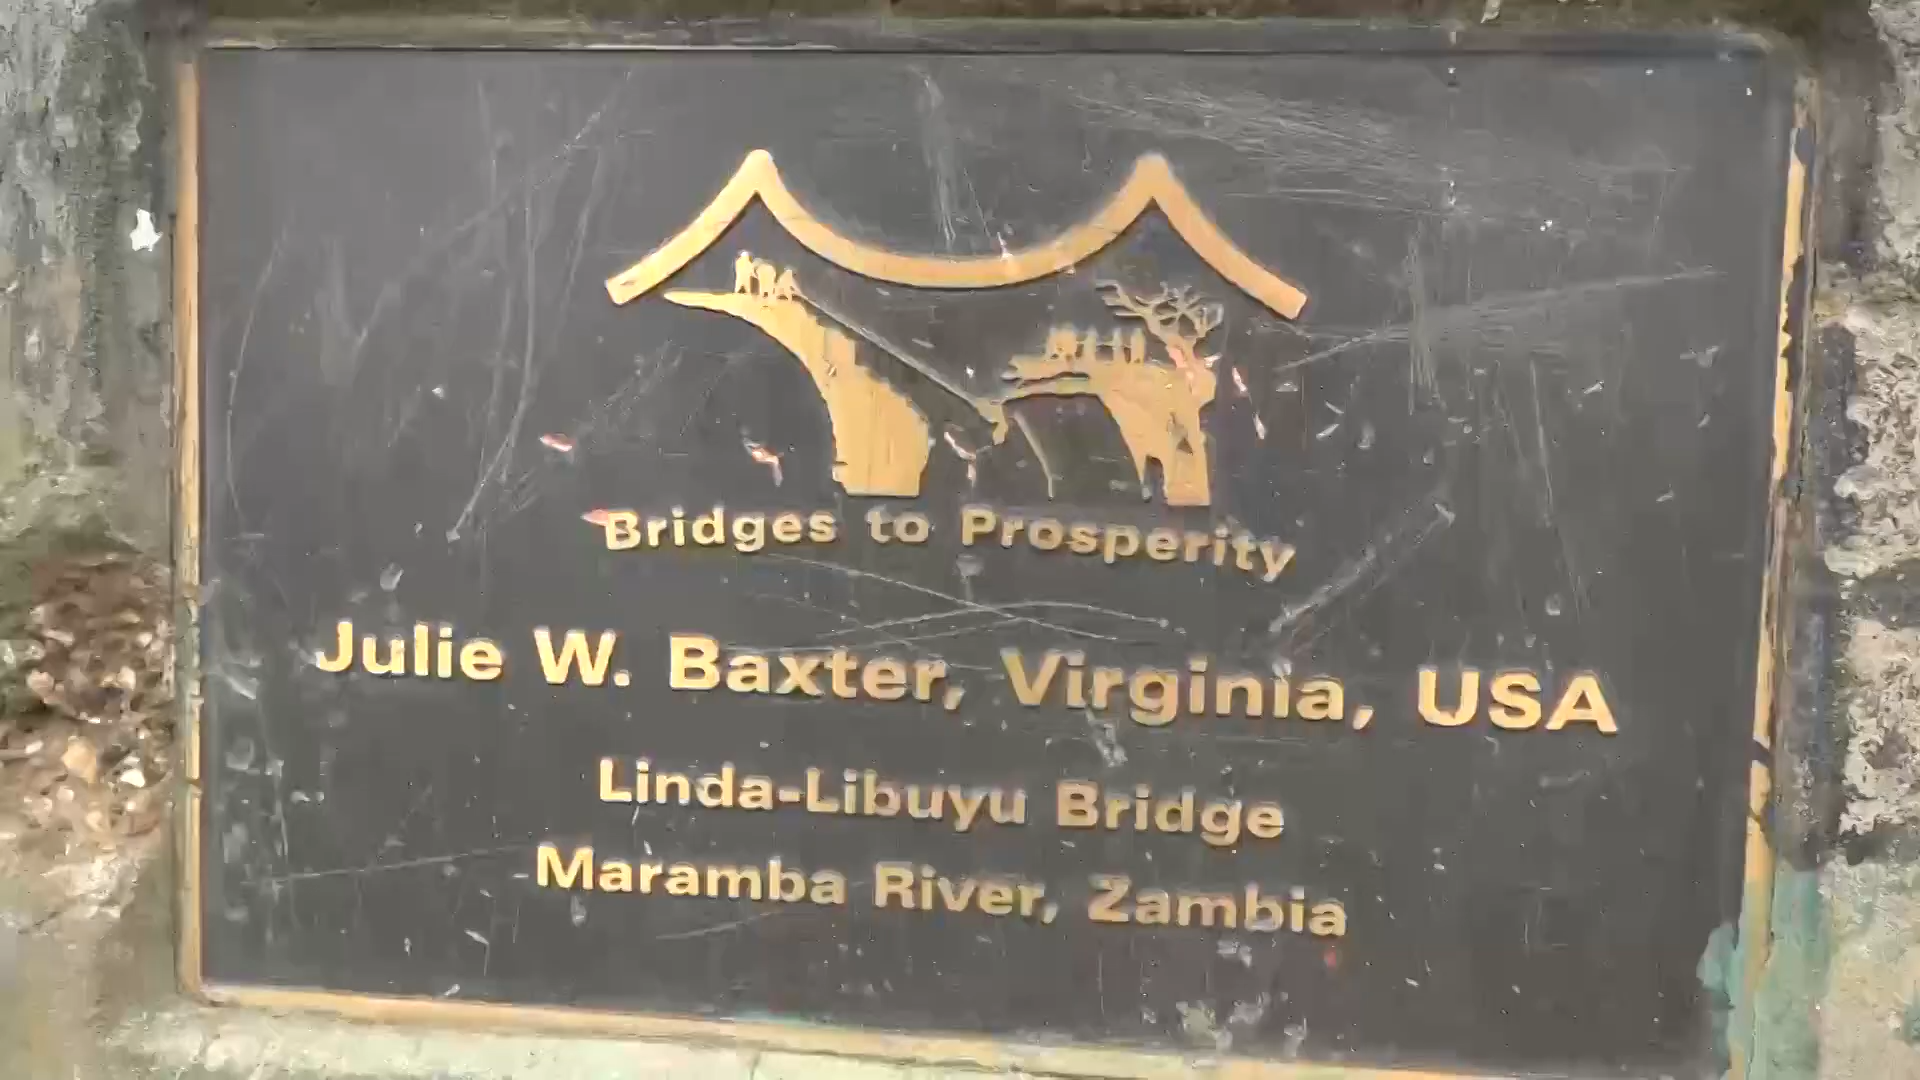 Bridges to Prosperity
Julie W. Baxter, Virginia, USA
Linda-Libuyu Bridge
Maramba River, Zambia